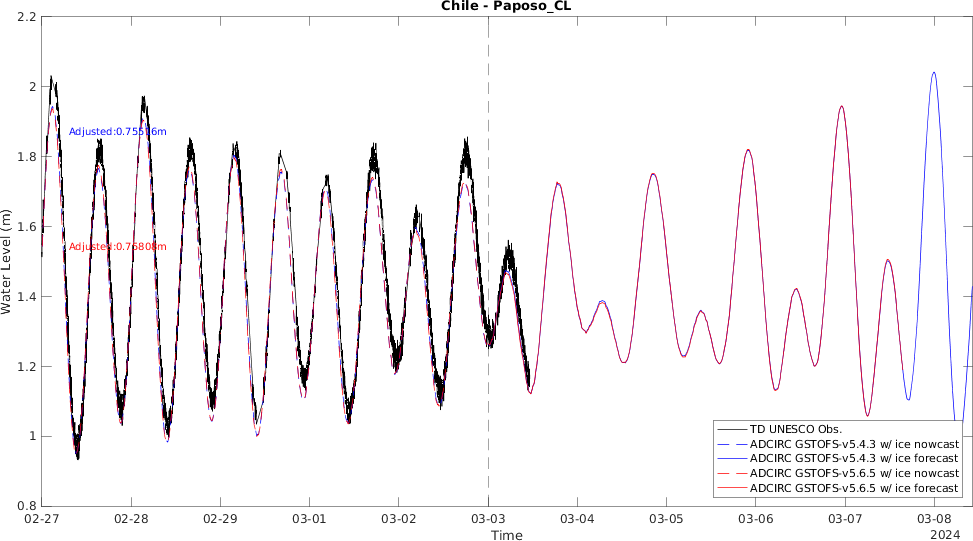 Chile - Paposo_CL
2.2
2
1.8
1.6
1.4
1.2
1
0.8
Water Level (m)
Adjusted:0.75576m
Adjusted:0.76808m
TD UNESCO Obs.
ADCIRC GSTOFS-v5.4.3 w/ ice nowcast
ADCIRC GSTOFS-v5.4.3 w/ ice forecast
ADCIRC GSTOFS-v5.6.5 w/ ice nowcast
ADCIRC GSTOFS-v5.6.5 w/ ice forecast
02-27 02-28 02-29 03-01 03-02 03-03 03-04 03-05 03-06 03-07 03-08
Time
2024